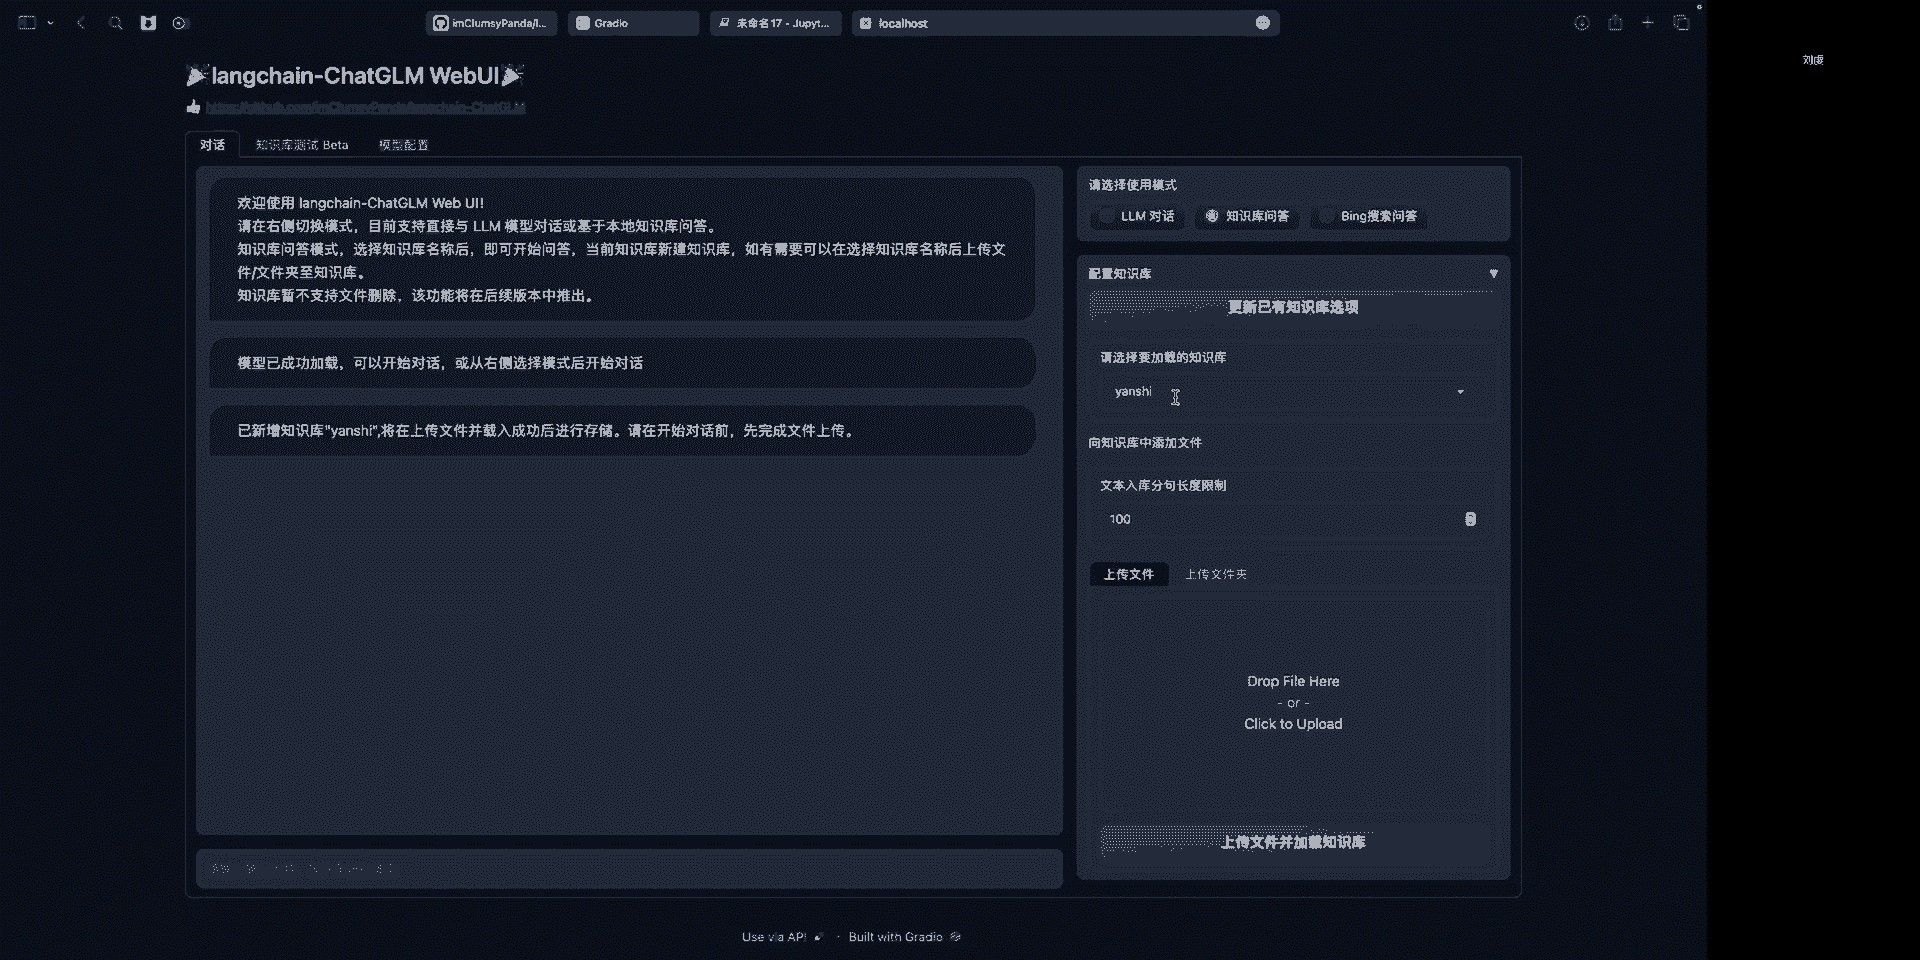 imClumsyPanda/l...
Gradio
未命名17 - Jupyt...
localhost
刘虔
langchain-ChatGLM WebUI
https://github.com/imClumsyPanda/langchain-ChatGLM
对话
知识库测试 Beta
模型配置
欢迎使用 langchain-ChatGLM Web UI!
请在右侧切换模式，目前支持直接与 LLM 模型对话或基于本地知识库问答。
知识库问答模式，选择知识库名称后，即可开始问答，当前知识库新建知识库，如有需要可以在选择知识库名称后上传文
件/文件夹至知识库。
知识库暂不支持文件删除，该功能将在后续版本中推出。
模型已成功加载，可以开始对话，或从右侧选择模式后开始对话
已新增知识库"yanshi",将在上传文件并载入成功后进行存储。请在开始对话前，先完成文件上传。
请选择使用模式
LLM 对话
知识库问答
Bing搜索问答
配置知识库
更新已有知识库选项
请选择要加载的知识库
yanshi
向知识库中添加文件
文本入库分句长度限制
100
上传文件
上传文件夹
Drop File Here
- or -
Click to Upload
上传文件并加载知识库
Use via API
·
Built with Gradio